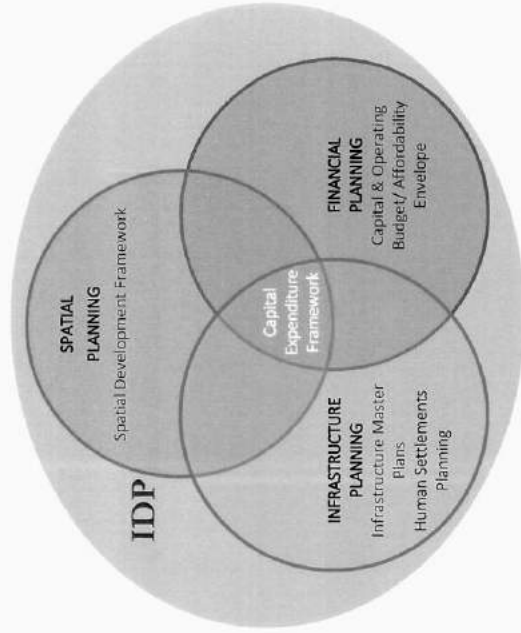 IDP
SPATIAL
PLANNING
Spatial Development Framework
Capital
Expenditure
Framework
INFRASTRUCTURE
PLANNING
Infrastructure Master
Plans
Human Settlements
Planning
FINANCIAL
PLANNING
Capital & Operating
Budget/ Affordability
Envelope